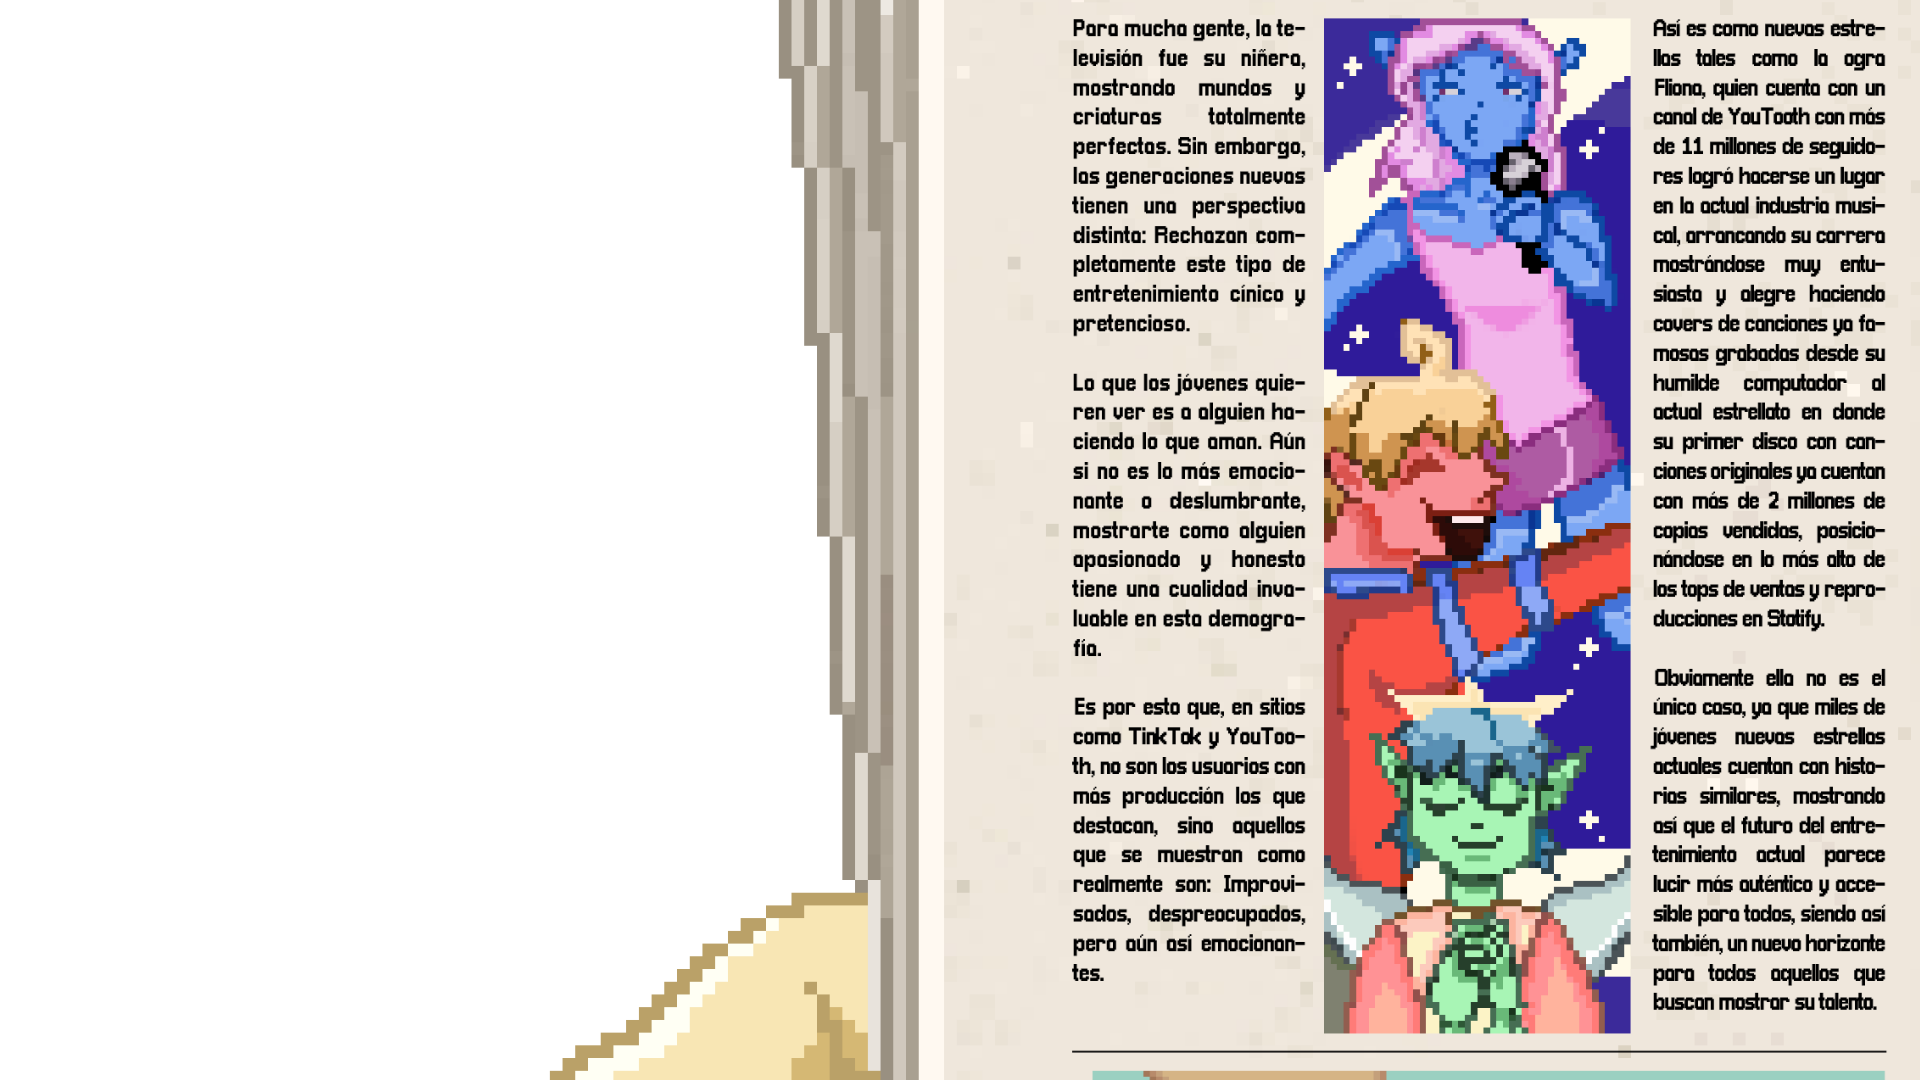 Para mucha gente, la te-
levisión fue su niñera,
mostrando mundos y
criaturas totalmente
perfectas. Sin embargo,
las generaciones nuevas
tienen una perspectiva
distinta: Rechazan com-
pletamente este tipo de
entretenimiento cínico y
pretencioso.
Lo que los jóvenes quie-
ren ver es a alguien ha-
ciendo lo que aman. Aún
si no es lo más emocio-
nante o deslumbrante,
mostrarte como alguien
apasionado y honesto
tiene una cualidad inva-
luable en esta demogra-
fía.
Es por esto que, en sitios
como TinkTok y YouToo-
th, no son los usuarios con
más producción los que
destacan, sino aquellos
que se muestran como
realmente son: Improvi-
sados, despreocupados,
pero aún así emocionan-
tes.
Así es como nuevas estre-
llas tales como la ogra
Fliona, quien cuenta con un
canal de YouTooth con más
de 11 millones de seguido-
res logró hacerse un lugar
en la actual industria musi-
cal, arrancando su carrera
mostrándose muy entu-
siasta y alegre haciendo
covers de canciones ya fa-
mosas grabadas desde su
humilde computador al
actual estrellato en donde
su primer disco con can-
ciones originales ya cuentan
con más de 2 millones de
copias vendidas, posicio-
nándose en lo más alto de
los tops de ventas y repro-
ducciones en Stotify.
Obviamente ella no es el
único caso, ya que miles de
jóvenes nuevas estrellas
actuales cuentan con histo-
rias similares, mostrando
así que el futuro del entre-
tenimiento actual parece
lucir más auténtico y acce-
sible para todos, siendo así
también, un nuevo horizonte
para todos aquellos que
buscan mostrar su talento.